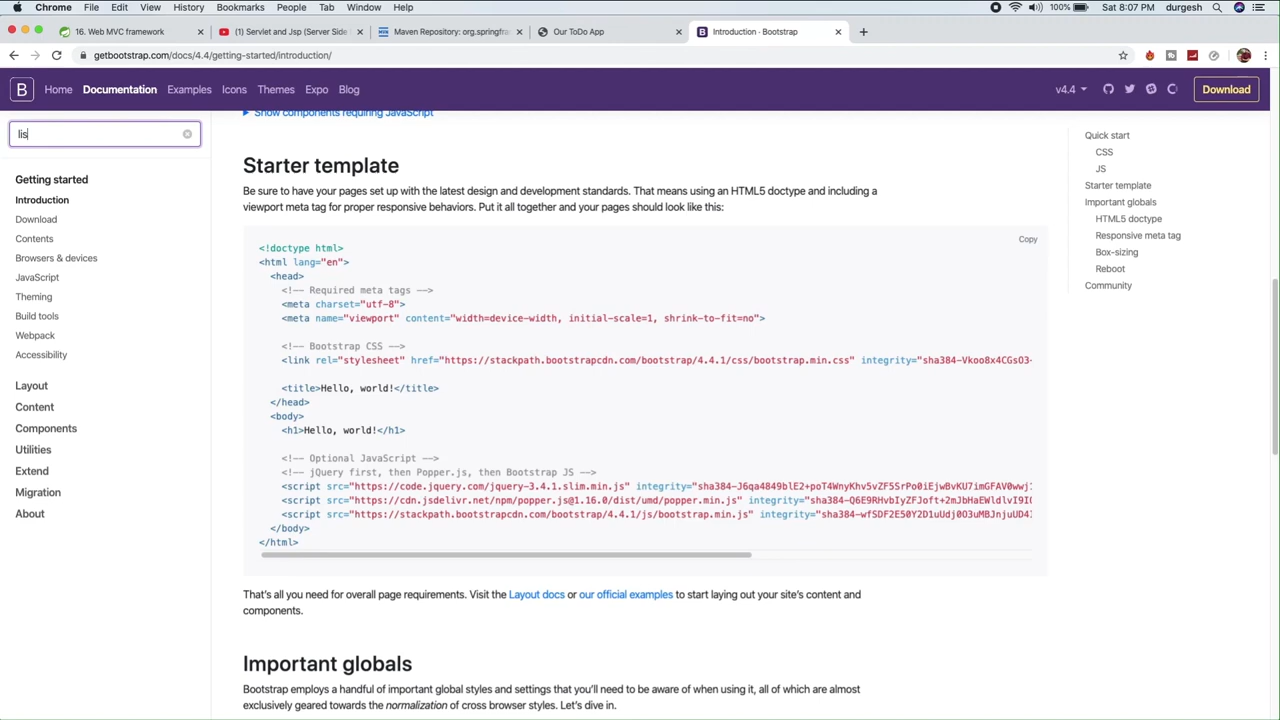 Chrome File Edit View History Bookmarks People Tab Window Help 100% Sat 8:07 PM durgesh
16. Web MVC framework (1) Servlet and Jsp (Server Side Maven Repository: org.springfra Our ToDo App Introduction · Bootstrap
getbootstrap.com/docs/4.4/getting-started/introduction/
B Home Documentation Examples Icons Themes Expo Blog v4.4 Download
lis
Getting started
Introduction
Download
Contents
Browsers & devices
JavaScript
Theming
Build tools
Webpack
Accessibility
Layout
Content
Components
Utilities
Extend
Migration
About
Show components requiring JavaScript
Starter template
Be sure to have your pages set up with the latest design and development standards. That means using an HTML5 doctype and including a
viewport meta tag for proper responsive behaviors. Put it all together and your pages should look like this:
Copy
<!doctype html>
<html lang="en">
<head>
<!-- Required meta tags -->
<meta charset="utf-8">
<meta name="viewport" content="width=device-width, initial-scale=1, shrink-to-fit=no">
<!-- Bootstrap CSS -->
<link rel="stylesheet" href="https://stackpath.bootstrapcdn.com/bootstrap/4.4.1/css/bootstrap.min.css" integrity="sha384-Vkoo8x4CGsO3-
<title>Hello, world!</title>
</head>
<body>
<h1>Hello, world!</h1>
<!-- Optional JavaScript -->
<!-- jQuery first, then Popper.js, then Bootstrap JS -->
<script src="https://code.jquery.com/jquery-3.4.1.slim.min.js"
<script src="https://cdn.jsdelivr.net/npm/popper.js@1.16.0/dist/umd/popper.min.js"
<script src="https://stackpath.bootstrapcdn.com/bootstrap/4.4.1/js/bootstrap.min.js"
</body>
</html>
That's all you need for overall page requirements. Visit the Layout docs or our official examples to start laying out your site's content and
components.
Important globals
Bootstrap employs a handful of important global styles and settings that you'll need to be aware of when using it, all of which are almost
exclusively geared towards the normalization of cross browser styles. Let's dive in.
Quick start
CSS
JS
Starter template
Important globals
HTML5 doctype
Responsive meta tag
Box-sizing
Reboot
Community